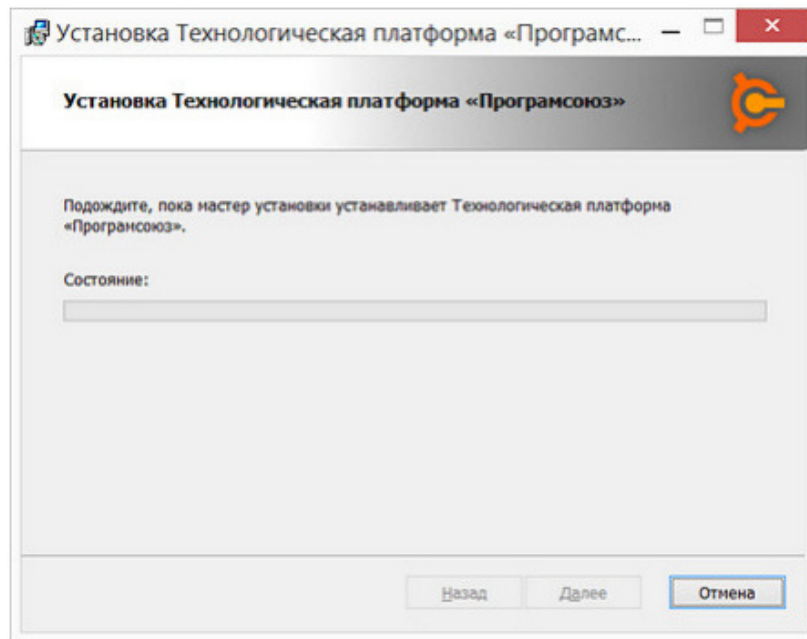 Установка Технологическая платформа «Програмс...
Установка Технологическая платформа «Програмсоюз»
Подождите, пока мастер установки устанавливает Технологическая платформа
«Програмсоюз».
Состояние:
Назад
Далее
Отмена